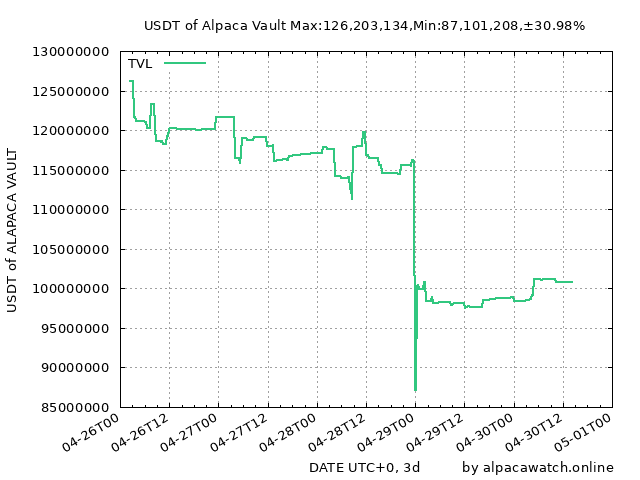 USDT of Alpaca Vault Max:126,203,134,Min:87,101,208,±30.98%
TVL
USDT of ALAPACA VAULT
130000000
125000000
120000000
115000000
110000000
105000000
100000000
95000000
90000000
85000000
04-26T00
04-26T12
04-27T00
04-27T12
04-28T00
04-28T12
04-29T00
04-29T12
04-30T00
04-30T12
05-01T00
DATE UTC+0, 3d
by alpacawatch.online